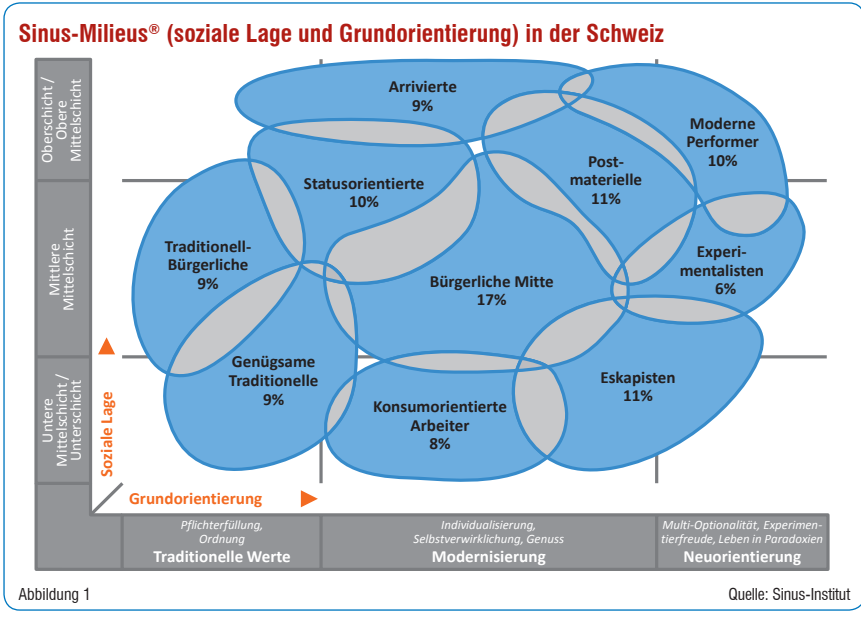 Sinus-Milieus® (soziale Lage und Grundorientierung) in der Schweiz
Oberschicht /
Obere
Mittelschicht
Mittlere
Mittelschicht
Untere
Mittelschicht /
Unterschicht
Soziale Lage
Arrivierte
9%
Moderne
Performer
10%
Post-
materielle
11%
Statusorientierte
10%
Traditionell-
Bürgerliche
9%
Experi-
mentalisten
6%
Bürgerliche Mitte
17%
Genügsame
Traditionelle
9%
Eskapisten
11%
Konsumorientierte
Arbeiter
8%
Grundorientierung
Pflichterfüllung,
Ordnung
Traditionelle Werte
Individualisierung,
Selbstverwirklichung, Genuss
Modernisierung
Multi-Optionalität, Experimen-
tierfreude, Leben in Paradoxien
Neuorientierung
Abbildung 1
Quelle: Sinus-Institut